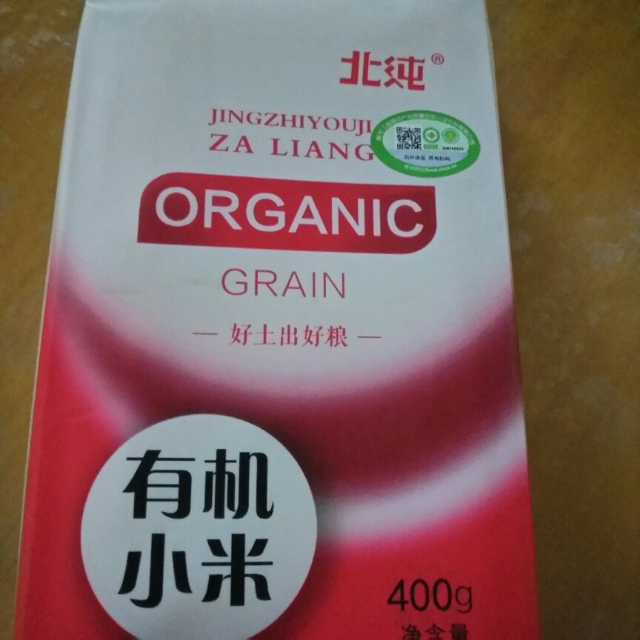 北纯®
JINGZHIYOUJI
ZA LIANG
ORGANIC
GRAIN
— 好土出好粮 —
有机
小米
400g
净含量